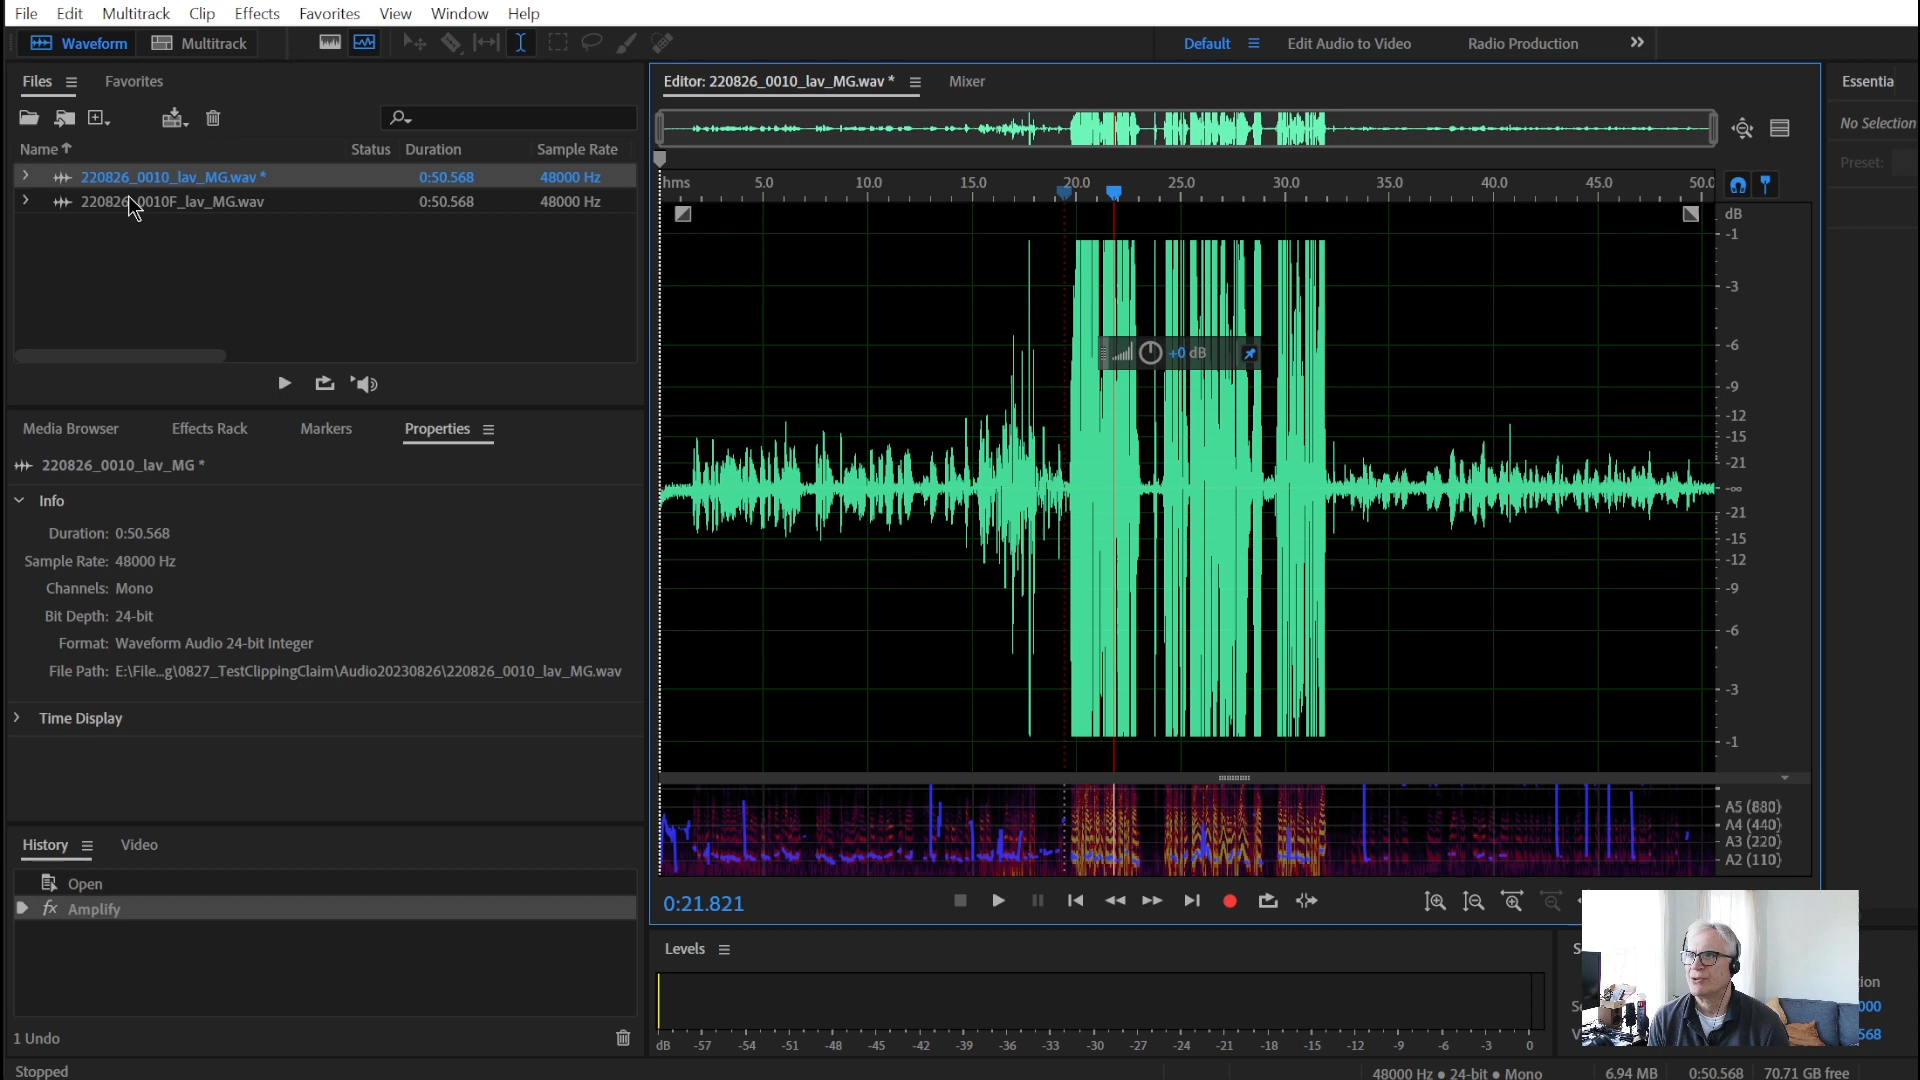 File Edit Multitrack Clip Effects Favorites View Window Help
Waveform Multitrack Default Edit Audio to Video Radio Production
Files Favorites
Name Status Duration Sample Rate
220826_0010_lav_MG.wav * 0:50.568 48000 Hz
220826_0010F_lav_MG.wav 0:50.568 48000 Hz
Media Browser Effects Rack Markers Properties
220826_0010_lav_MG *
Info
Duration: 0:50.568
Sample Rate: 48000 Hz
Channels: Mono
Bit Depth: 24-bit
Format: Waveform Audio 24-bit Integer
File Path: E:\File...g\0827_TestClippingClaim\Audio20230826\220826_0010_lav_MG.wav
Time Display
History Video
Open
fx Amplify
1 Undo
Stopped
Editor: 220826_0010_lav_MG.wav * Mixer
hms 5.0 10.0 15.0 20.0 25.0 30.0 35.0 40.0 45.0 50.0
dB
-1
-3
+0 dB
-6
-9
-12
-15
-21
-∞
-21
-15
-12
-9
-6
-3
-1
A5 (880)
A4 (440)
A3 (220)
A2 (110)
0:21.821
Levels
dB -57 -54 -51 -48 -45 -42 -39 -36 -33 -30 -27 -24 -21 -18 -15 -12 -9 -6 -3 0
48000 Hz • 24-bit • Mono 6.94 MB 0:50.568 70.71 GB free
Essentia
No Selection
Preset:
S
tion
000
568